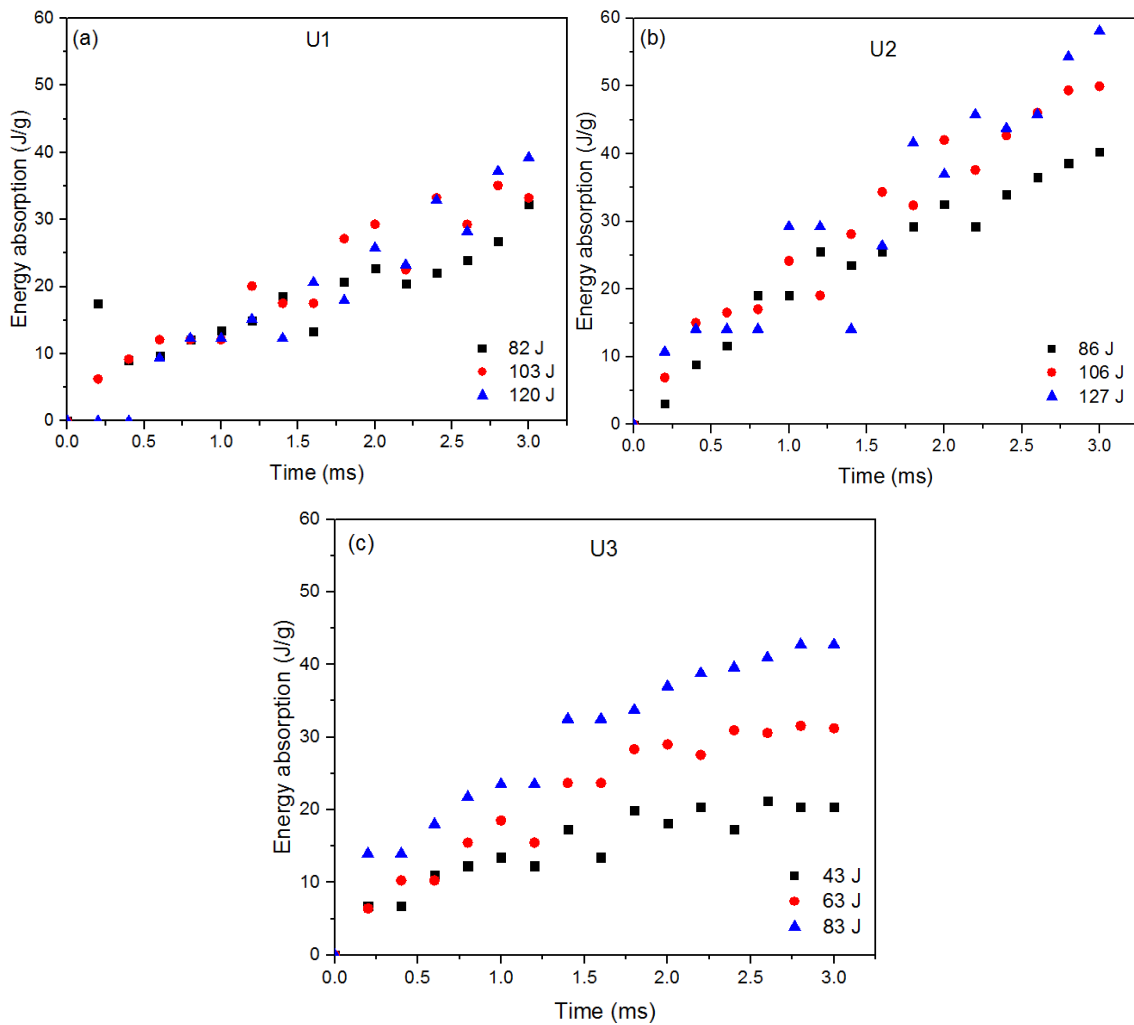 (a)
U1
60
50
40
30
20
10
0
Energy absorption (J/g)
82 J
103 J
120 J
0.0 0.5 1.0 1.5 2.0 2.5 3.0
Time (ms)
(b)
U2
60
50
40
30
20
10
0
Energy absorption (J/g)
86 J
106 J
127 J
0.0 0.5 1.0 1.5 2.0 2.5 3.0
Time (ms)
(c)
U3
60
50
40
30
20
10
0
Energy absorption (J/g)
43 J
63 J
83 J
0.0 0.5 1.0 1.5 2.0 2.5 3.0
Time (ms)